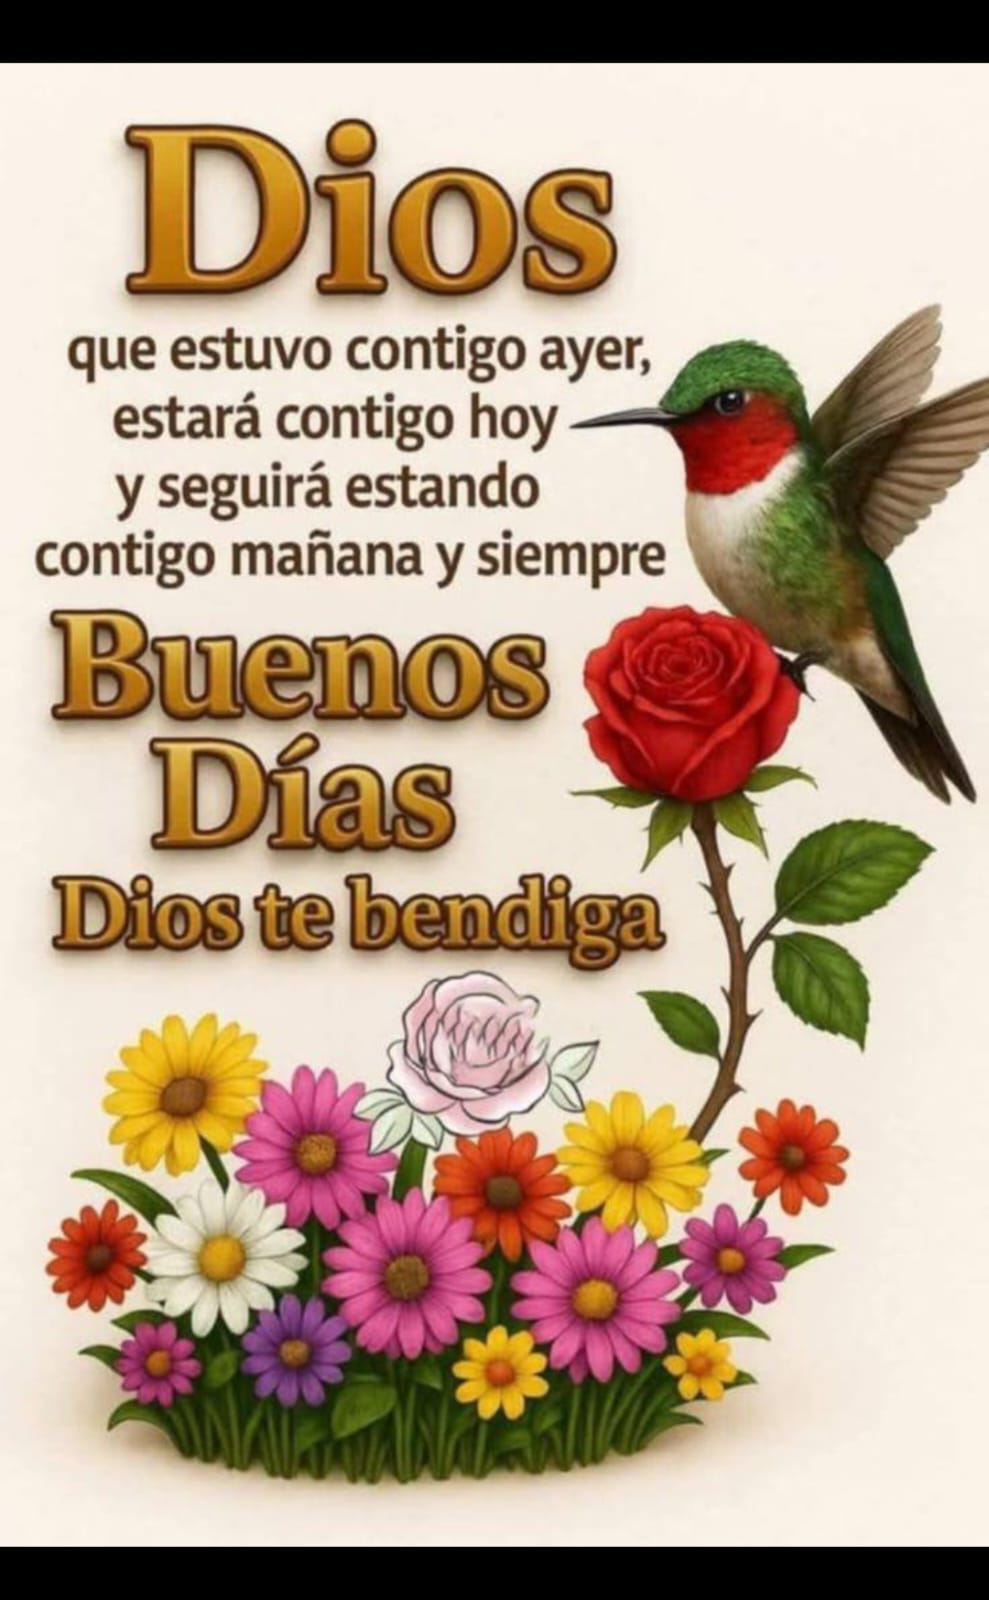 Dios
que estuvo contigo ayer,
estará contigo hoy
y seguirá estando
contigo mañana y siempre
Buenos
Días
Dios te bendiga